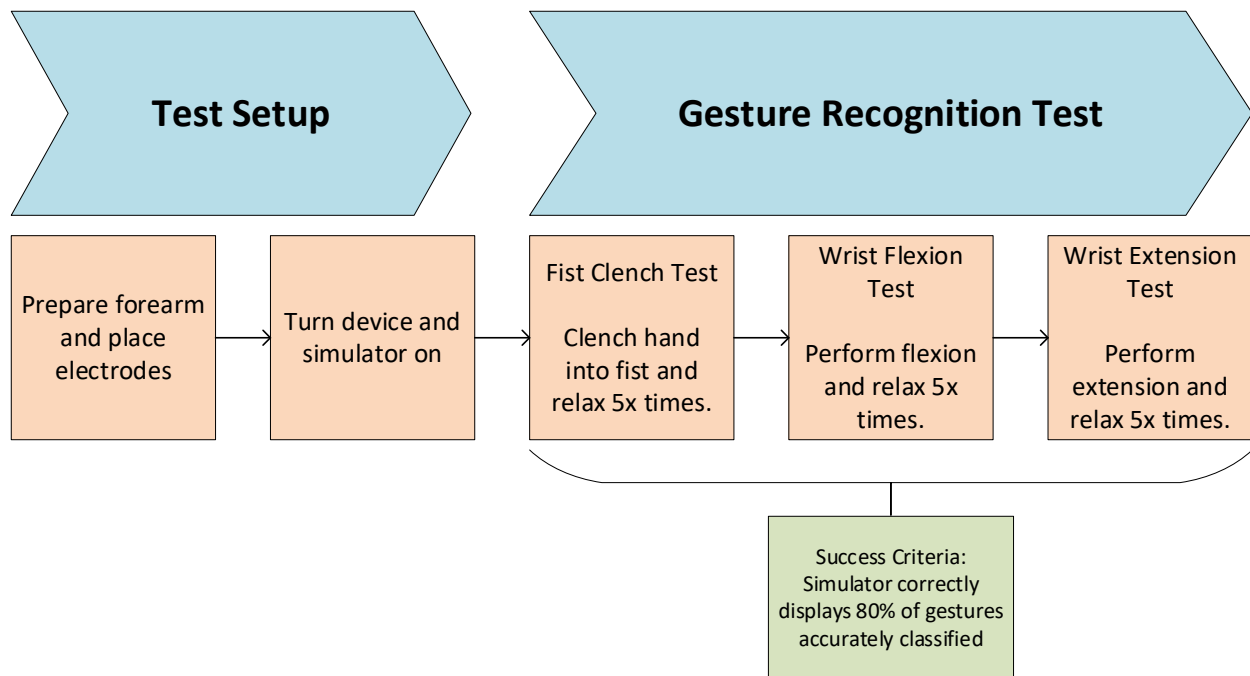 Test Setup
Gesture Recognition Test
Prepare forearm
and place
electrodes
Turn device and
simulator on
Fist Clench Test
Clench hand
into fist and
relax 5x times.
Wrist Flexion
Test
Perform flexion
and relax 5x
times.
Wrist Extension
Test
Perform
extension and
relax 5x times.
Success Criteria:
Simulator correctly
displays 80% of gestures
accurately classified